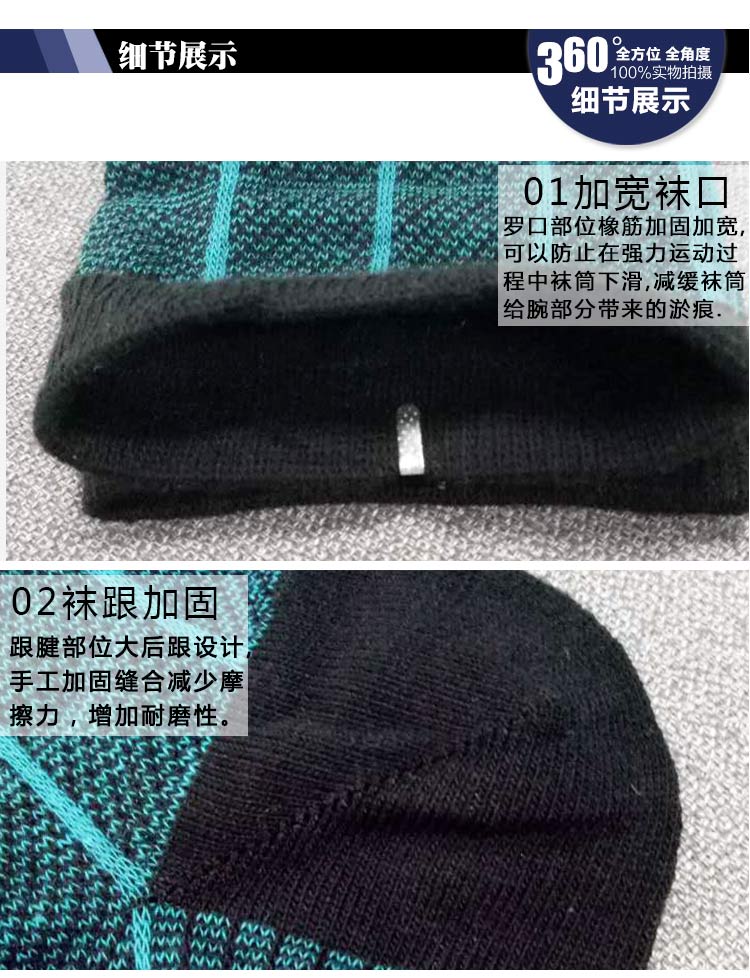 细节展示
360°全方位 全角度
100%实物拍摄
细节展示
01加宽袜口
罗口部位橡筋加固加宽,
可以防止在强力运动过
程中袜筒下滑,减缓袜筒
给腕部分带来的淤痕.
02袜跟加固
跟腱部位大后跟设计,
手工加固缝合减少摩
擦力，增加耐磨性。